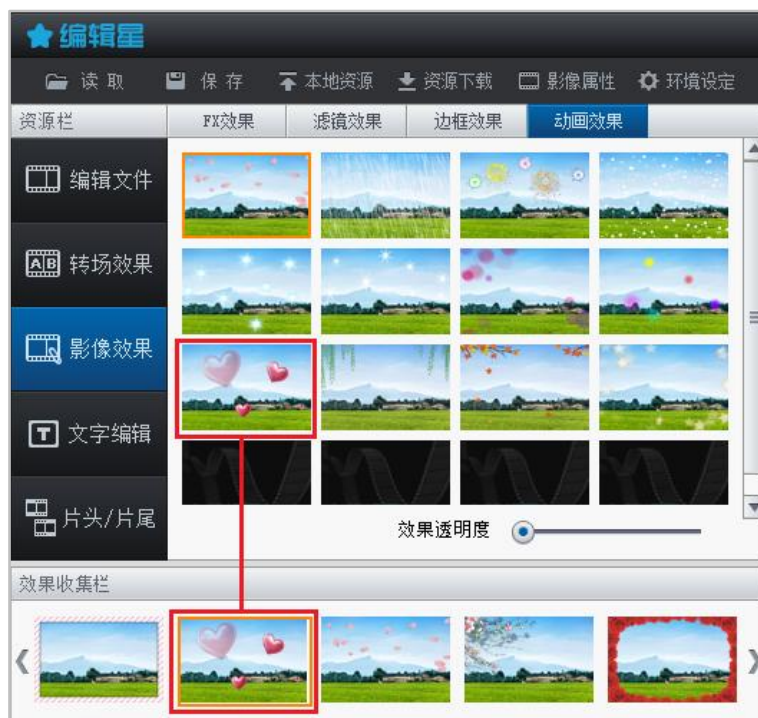 编辑星
读取 保存 本地资源 资源下载 影像属性 环境设定
资源栏 FX效果 滤镜效果 边框效果 动画效果
编辑文件
AB 转场效果
影像效果
T 文字编辑
片头/片尾
效果透明度
效果收集栏